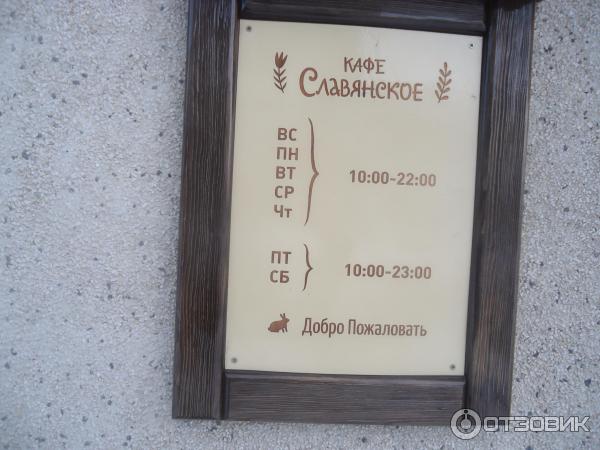 КАФЕ
СЛАВЯНСКОЕ
ВС
ПН
ВТ
СР
Чт
10:00-22:00
ПТ
СБ
10:00-23:00
Добро Пожаловать
ОТЗОВИК